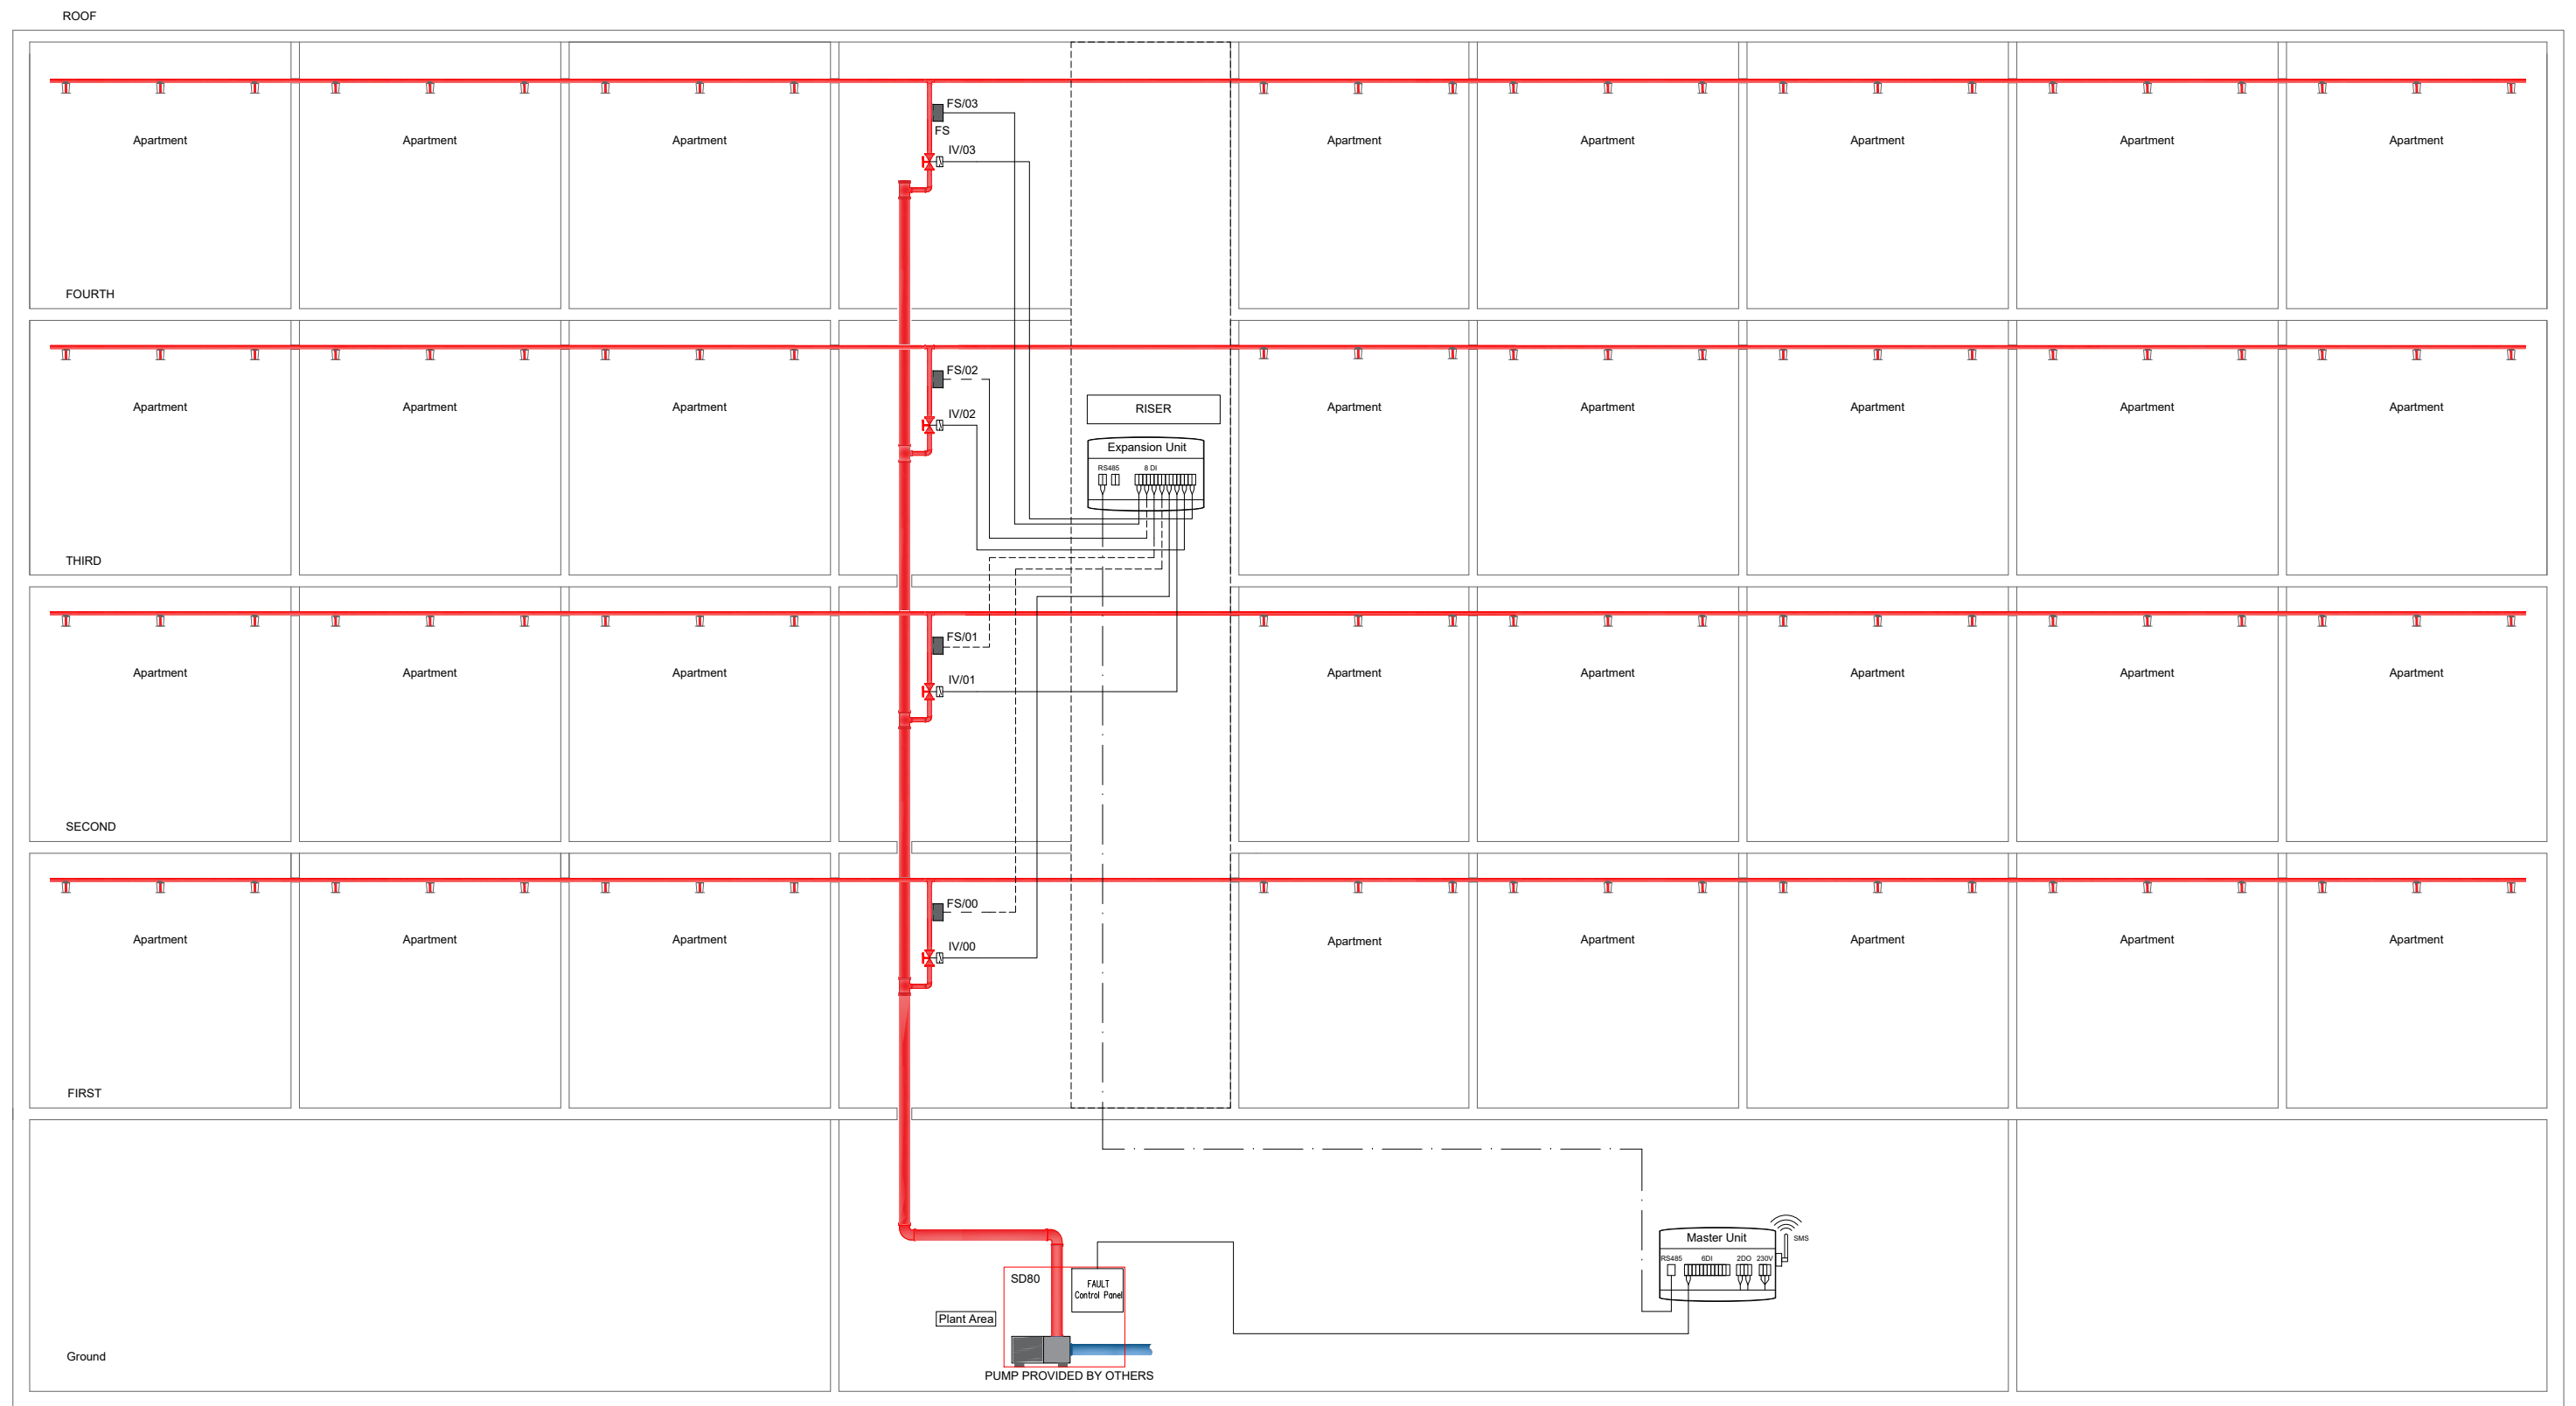 ROOF
FS/03
FS
Apartment
Apartment
Apartment
IV/03
Apartment
Apartment
Apartment
Apartment
Apartment
FOURTH
FS/02
RISER
Apartment
Apartment
Apartment
IV/02
Apartment
Apartment
Apartment
Apartment
Apartment
Expansion Unit
RS485 8 DI
THIRD
FS/01
Apartment
Apartment
Apartment
IV/01
Apartment
Apartment
Apartment
Apartment
Apartment
SECOND
FS/00
Apartment
Apartment
Apartment
IV/00
Apartment
Apartment
Apartment
Apartment
Apartment
FIRST
Master Unit
SMS
RS485 6DI 2DO 230V
SD80
FAULT
Control Panel
Plant Area
Ground
PUMP PROVIDED BY OTHERS